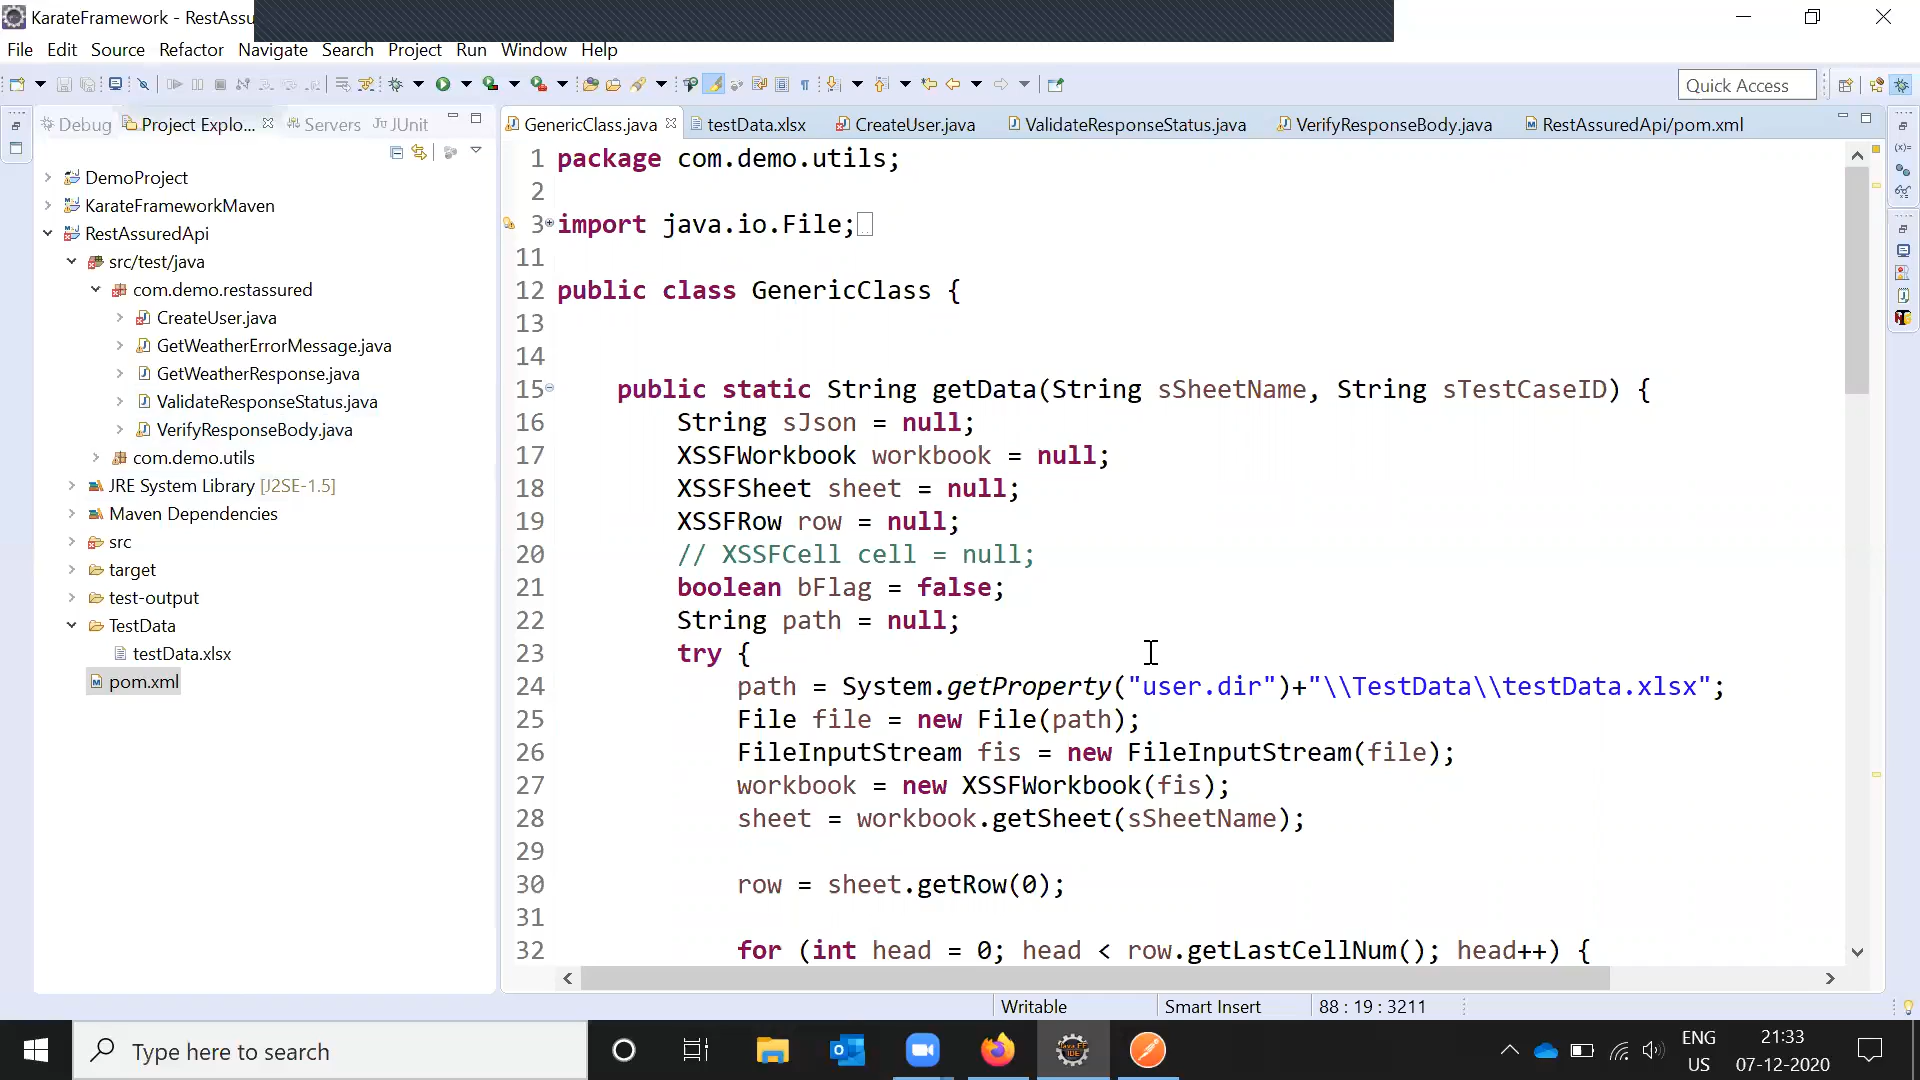 KarateFramework - RestAssu
File Edit Source Refactor Navigate Search Project Run Window Help
Quick Access
Debug Project Explo... Servers JUnit
GenericClass.java testData.xlsx CreateUser.java ValidateResponseStatus.java VerifyResponseBody.java RestAssuredApi/pom.xml
DemoProject
KarateFrameworkMaven
RestAssuredApi
src/test/java
com.demo.restassured
CreateUser.java
GetWeatherErrorMessage.java
GetWeatherResponse.java
ValidateResponseStatus.java
VerifyResponseBody.java
com.demo.utils
JRE System Library [J2SE-1.5]
Maven Dependencies
src
target
test-output
TestData
testData.xlsx
pom.xml
1 package com.demo.utils;
2
3 import java.io.File;
11
12 public class GenericClass {
13
14
15 public static String getData(String sSheetName, String sTestCaseID) {
16 String sJson = null;
17 XSSFWorkbook workbook = null;
18 XSSFSheet sheet = null;
19 XSSFRow row = null;
20 // XSSFCell cell = null;
21 boolean bFlag = false;
22 String path = null;
23 try {
24 path = System.getProperty("user.dir")+"\\TestData\\testData.xlsx";
25 File file = new File(path);
26 FileInputStream fis = new FileInputStream(file);
27 workbook = new XSSFWorkbook(fis);
28 sheet = workbook.getSheet(sSheetName);
29
30 row = sheet.getRow(0);
31
32 for (int head = 0; head < row.getLastCellNum(); head++) {
Writable Smart Insert 88 : 19 : 3211
Type here to search
ENG
US
21:33
07-12-2020